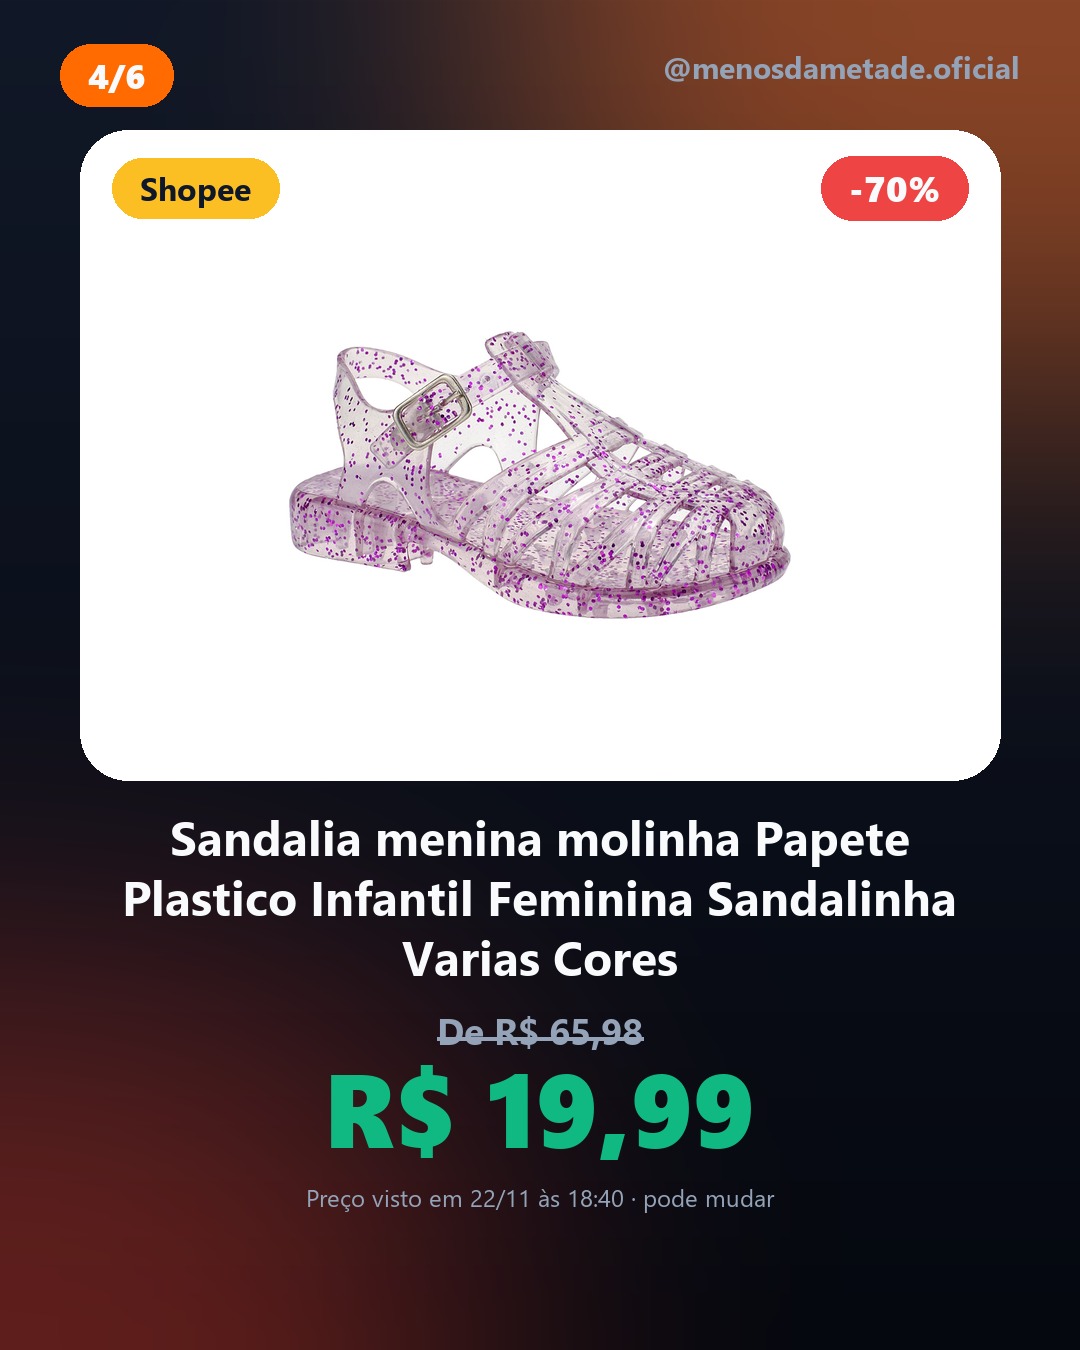 4/6
@menosdametade.oficial
Shopee
-70%
Sandalia menina molinha Papete
Plastico Infantil Feminina Sandalinha
Varias Cores
De R$ 65,98
R$ 19,99
Preço visto em 22/11 às 18:40 · pode mudar